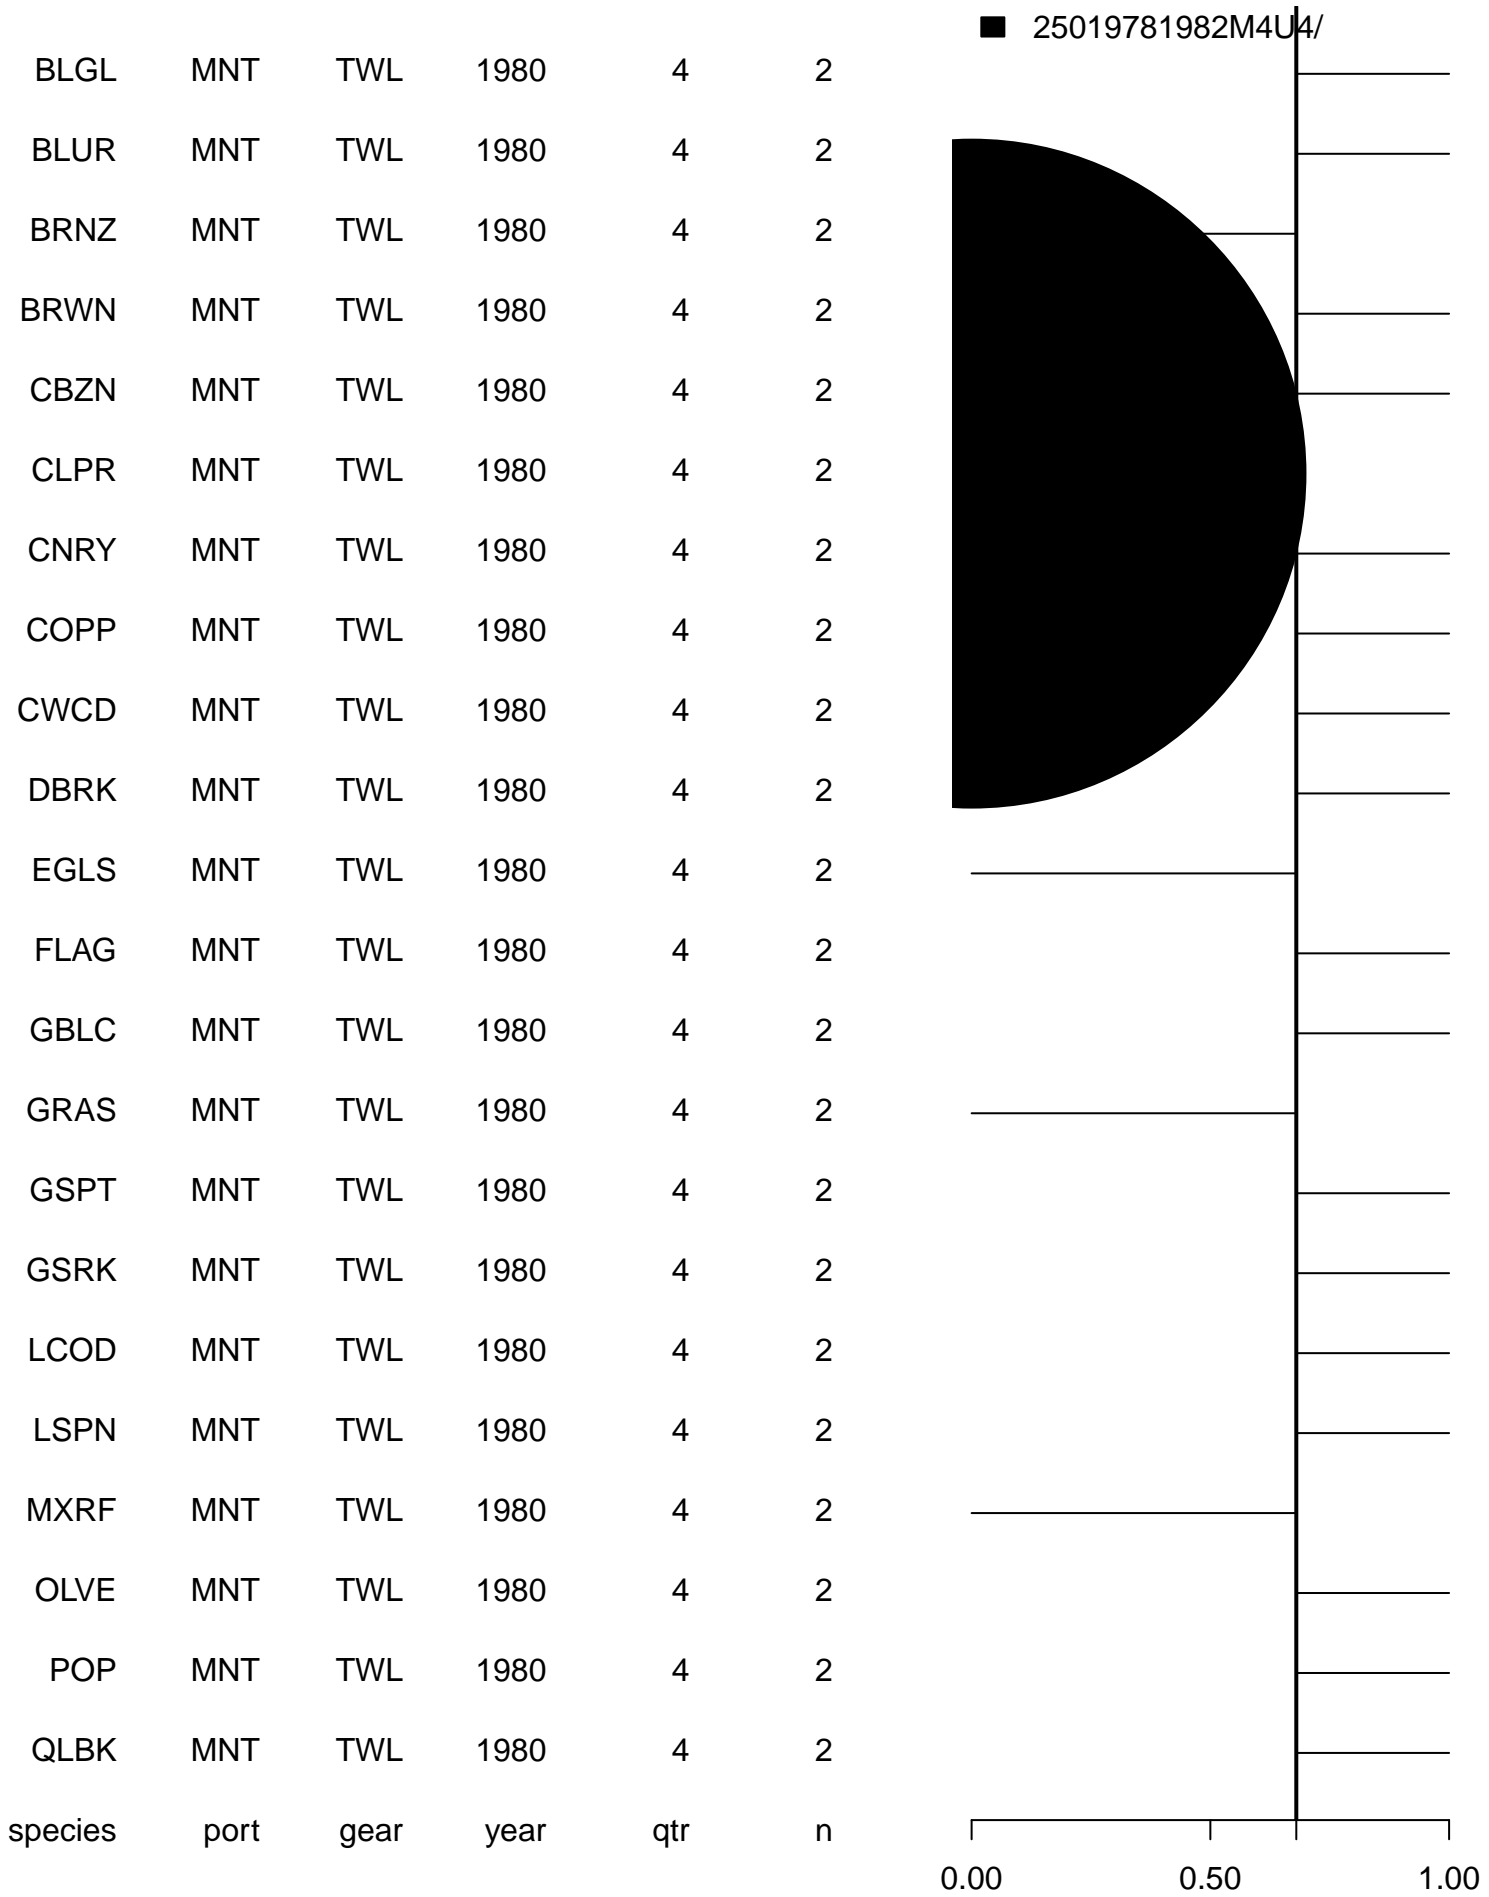 25019781982M4U4/
BLGL MNT TWL 1980 4 2
BLUR MNT TWL 1980 4 2
BRNZ MNT TWL 1980 4 2
BRWN MNT TWL 1980 4 2
CBZN MNT TWL 1980 4 2
CLPR MNT TWL 1980 4 2
CNRY MNT TWL 1980 4 2
COPP MNT TWL 1980 4 2
CWCD MNT TWL 1980 4 2
DBRK MNT TWL 1980 4 2
EGLS MNT TWL 1980 4 2
FLAG MNT TWL 1980 4 2
GBLC MNT TWL 1980 4 2
GRAS MNT TWL 1980 4 2
GSPT MNT TWL 1980 4 2
GSRK MNT TWL 1980 4 2
LCOD MNT TWL 1980 4 2
LSPN MNT TWL 1980 4 2
MXRF MNT TWL 1980 4 2
OLVE MNT TWL 1980 4 2
POP MNT TWL 1980 4 2
QLBK MNT TWL 1980 4 2
species port gear year qtr n
0.00 0.50 1.00